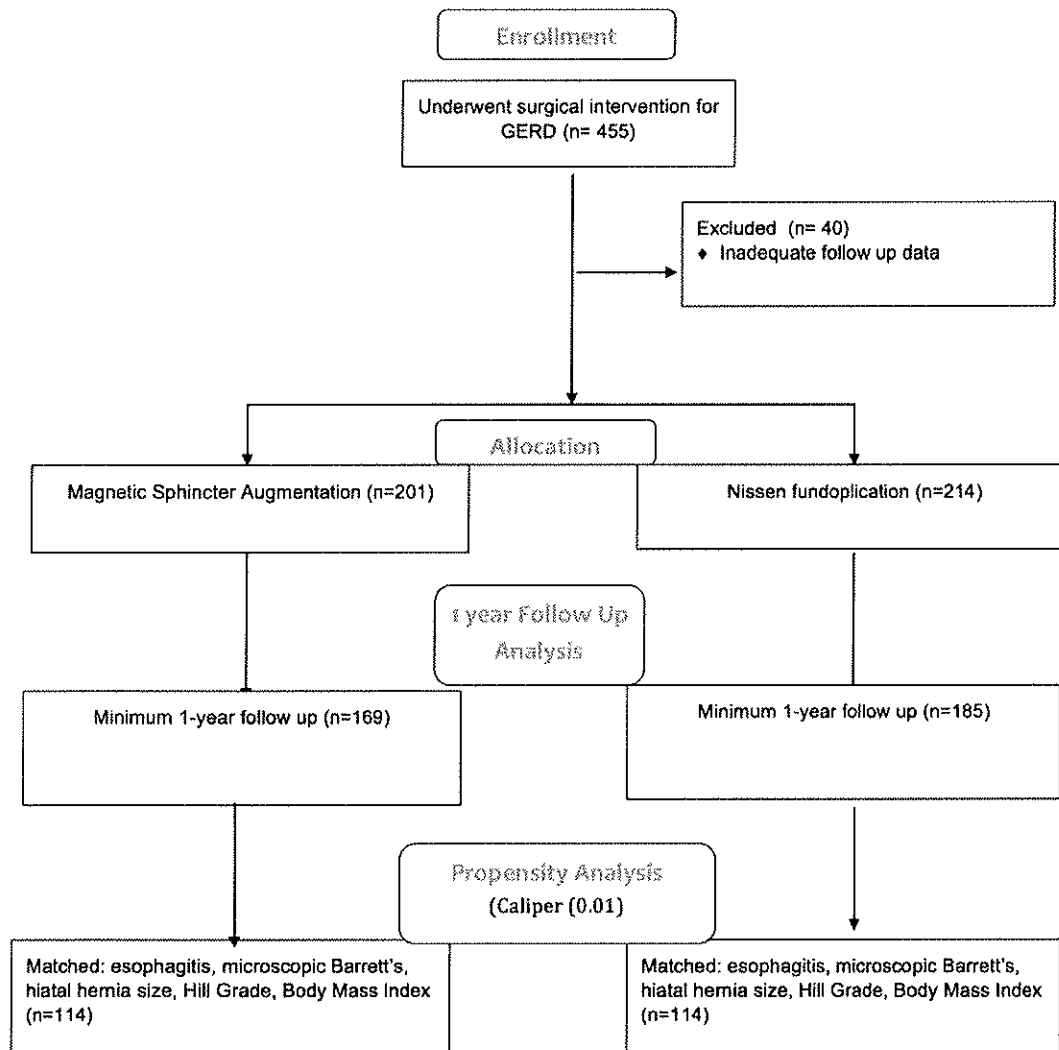 Enrollment
Underwent surgical intervention for
GERD (n= 455)
Excluded (n= 40)
♦ Inadequate follow up data
Allocation
Magnetic Sphincter Augmentation (n=201)
Nissen fundoplication (n=214)
1 year Follow Up
Analysis
Minimum 1-year follow up (n=169)
Minimum 1-year follow up (n=185)
Propensity Analysis
(Caliper (0.01)
Matched: esophagitis, microscopic Barrett's,
hiatal hernia size, Hill Grade, Body Mass Index
(n=114)
Matched: esophagitis, microscopic Barrett's,
hiatal hernia size, Hill Grade, Body Mass Index
(n=114)